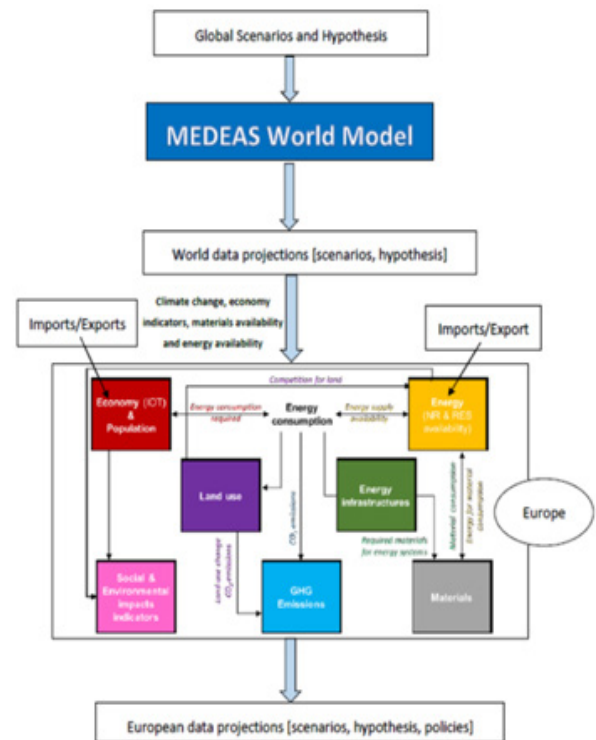 Global Scenarios and Hypothesis
MEDEAS World Model
World data projections [scenarios, hypothesis]
Climate change, economy
indicators, materials availability
and energy availability
Imports/Exports
Imports/Export
Competition for land
Economy (IOT)
&
Population
Energy consumption
required
Energy
consumption
Energy supply
availability
Energy
(NR & RES
availability)
Land use
Energy
infrastructures
Material consumption
Energy for material
consumption
Europe
Land use change
CO2 emissions
CO2 emissions
Required materials
for energy systems
Social &
Environmental
Impacts
Indicators
GHG
Emissions
Materials
European data projections [scenarios, hypothesis, policies]